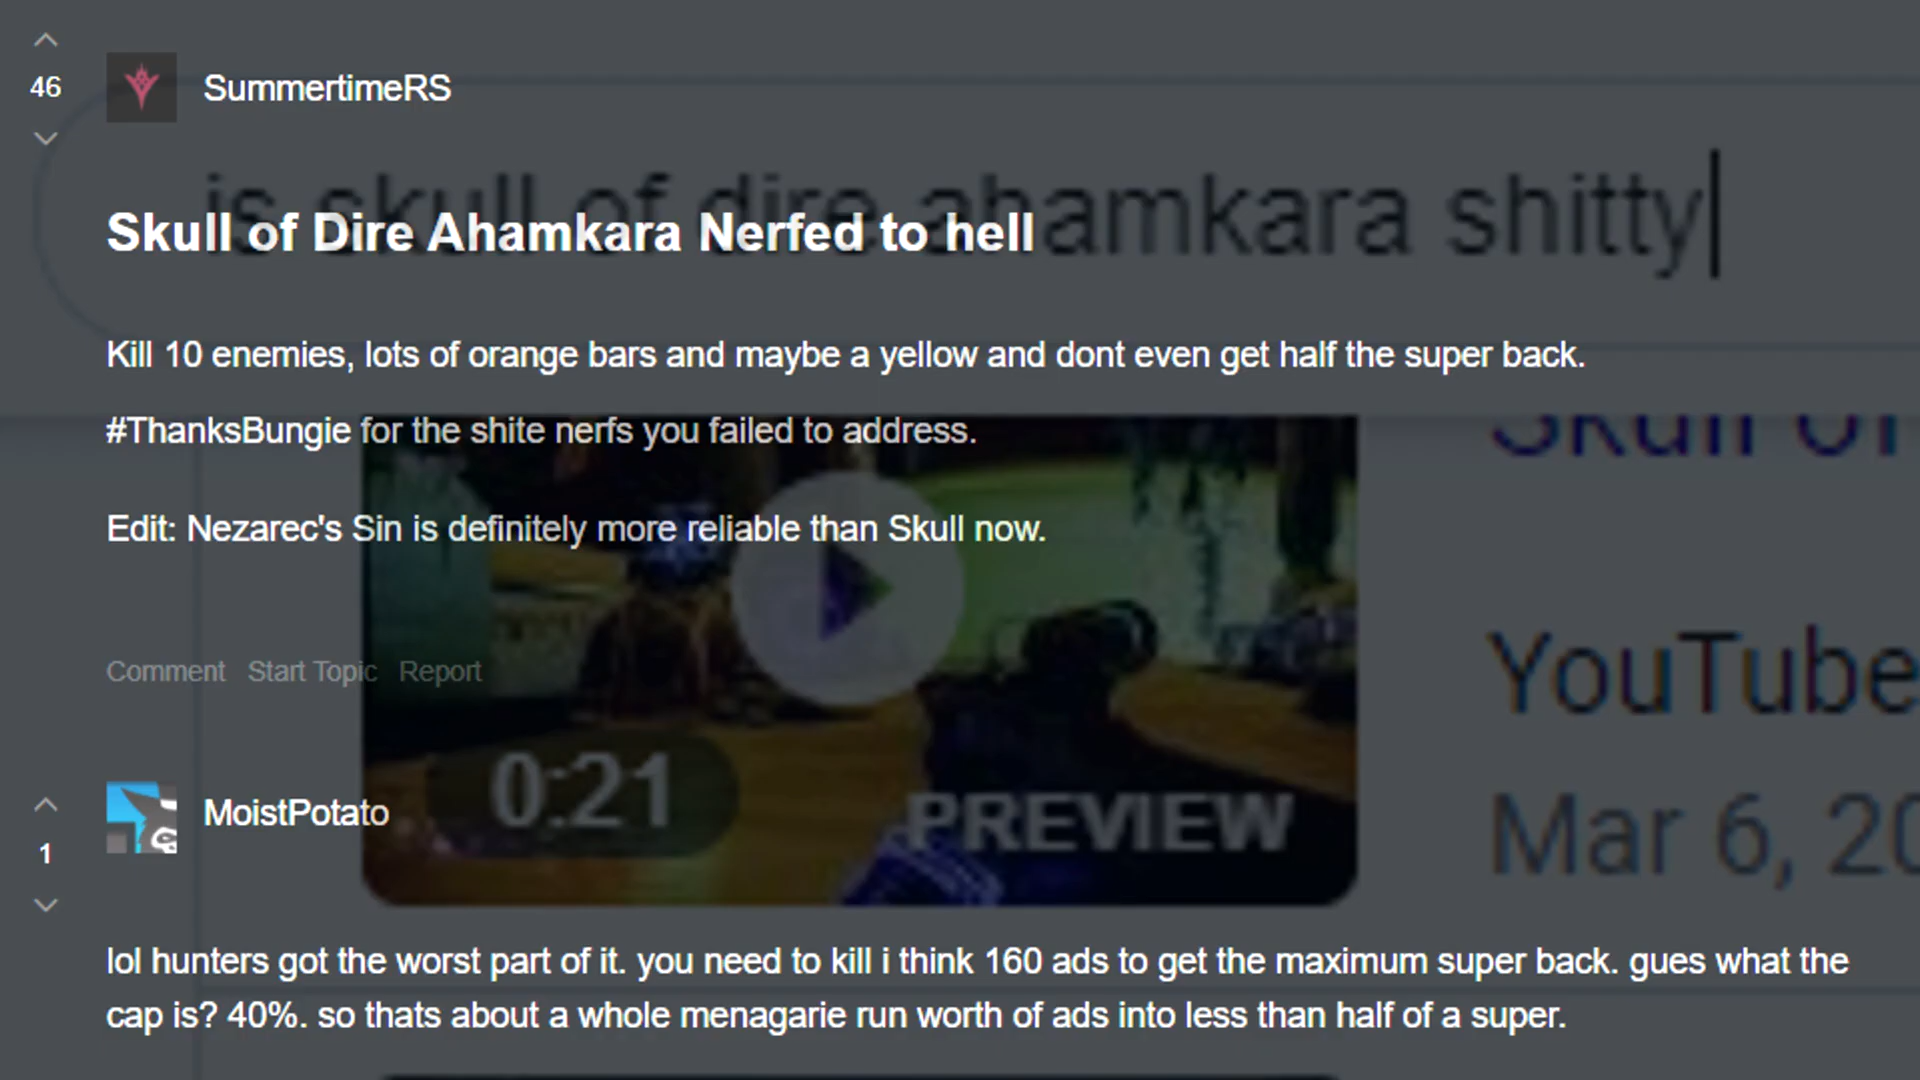 46
SummertimeRS
is skull of dire ahamkara shitty
Skull of Dire Ahamkara Nerfed to hell
Kill 10 enemies, lots of orange bars and maybe a yellow and dont even get half the super back.
#ThanksBungie for the shite nerfs you failed to address.
Skull of
Edit: Nezarec's Sin is definitely more reliable than Skull now.
Comment Start Topic Report
YouTube
0:21
PREVIEW
MoistPotato
1
Mar 6, 20
lol hunters got the worst part of it. you need to kill i think 160 ads to get the maximum super back. gues what the
cap is? 40%. so thats about a whole menagarie run worth of ads into less than half of a super.